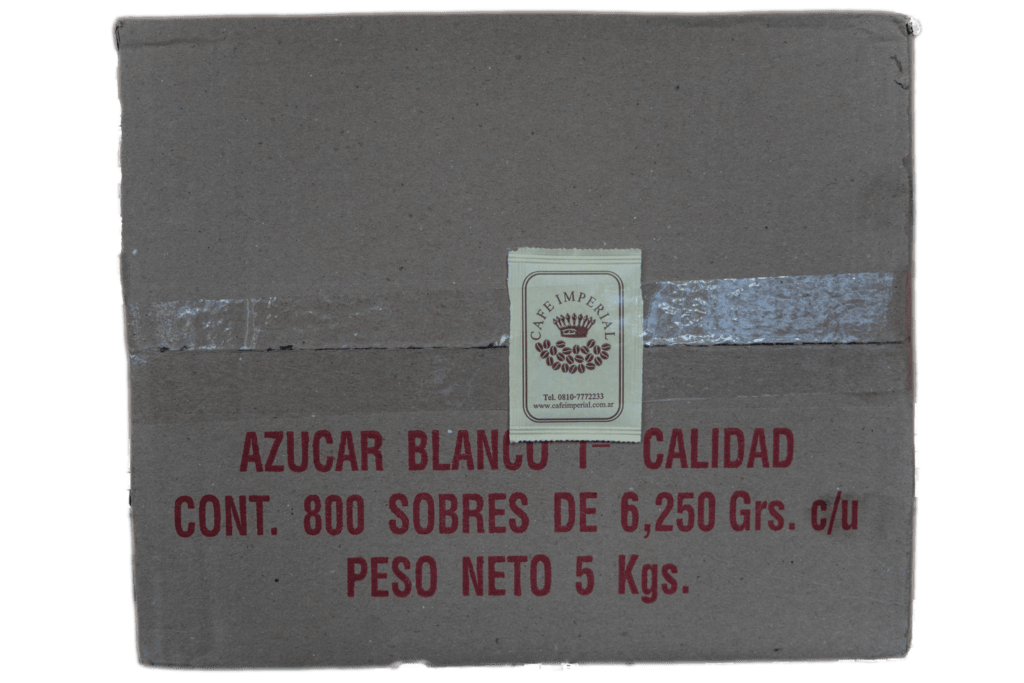 CAFE IMPERIAL
Tel. 0810-7772233
www.cafeimperial.com.ar
AZUCAR BLANCO 1ª CALIDAD
CONT. 800 SOBRES DE 6,250 Grs. c/u
PESO NETO 5 Kgs.